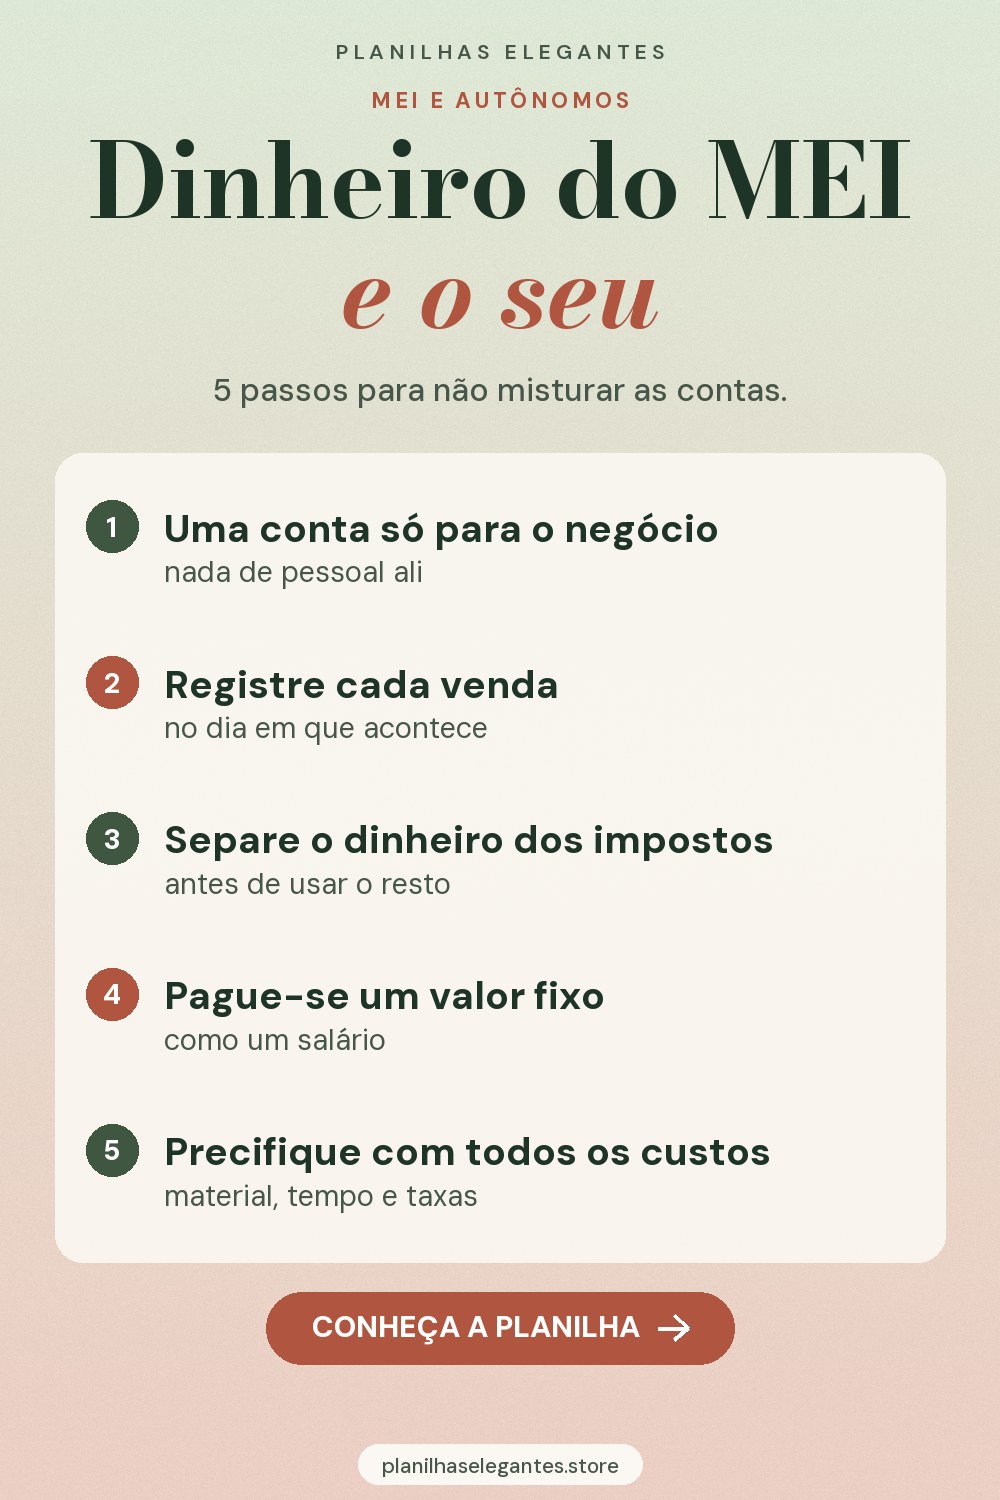 PLANILHAS ELEGANTES
MEI E AUTÔNOMOS
Dinheiro do MEI
e o seu
5 passos para não misturar as contas.
1 Uma conta só para o negócio
nada de pessoal ali
2 Registre cada venda
no dia em que acontece
3 Separe o dinheiro dos impostos
antes de usar o resto
4 Pague-se um valor fixo
como um salário
5 Precifique com todos os custos
material, tempo e taxas
CONHEÇA A PLANILHA →
planilhaselegantes.store